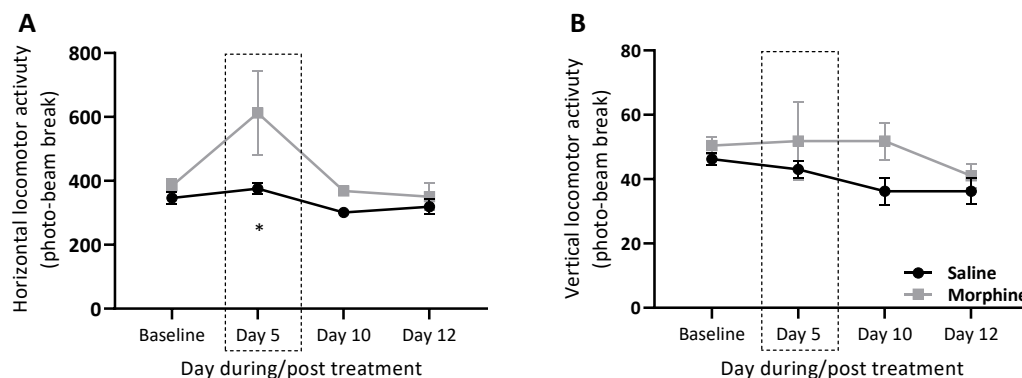 A
Horizontal locomotor activuty
(photo-beam break)
800
600
400
200
0
*
Baseline
Day 5
Day 10
Day 12
Day during/post treatment
B
Vertical locomotor activuty
(photo-beam break)
80
60
40
20
0
Saline
Morphine
Baseline
Day 5
Day 10
Day 12
Day during/post treatment